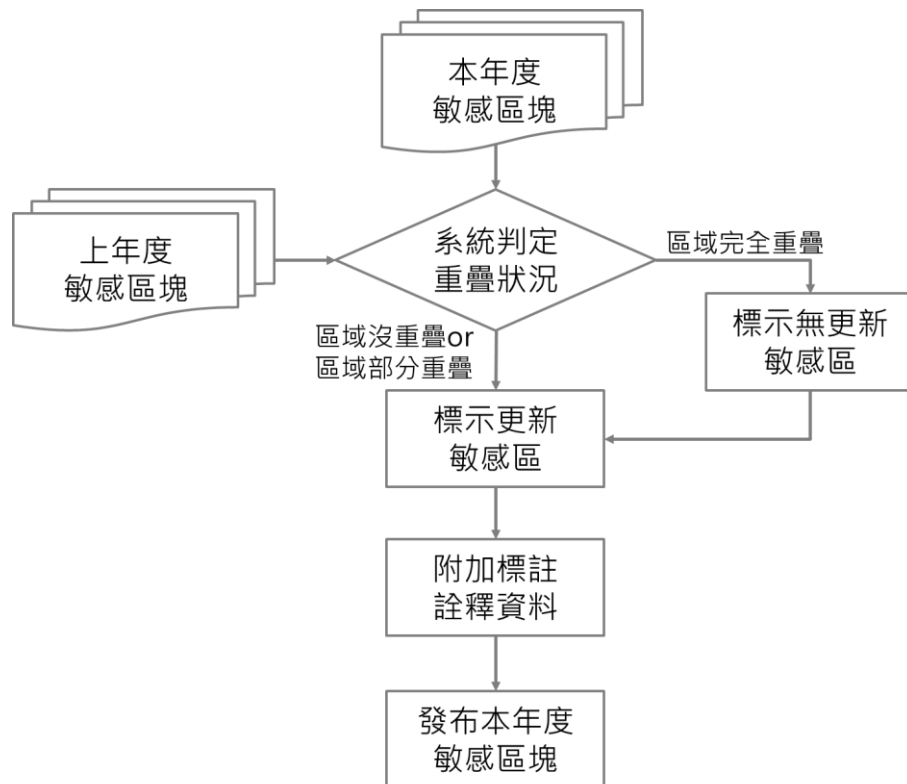 本年度
敏感區塊
上年度
敏感區塊
系統判定
重疊狀況
區域完全重疊
標示無更新
敏感區
區域沒重疊or
區域部分重疊
標示更新
敏感區
附加標註
詮釋資料
發布本年度
敏感區塊